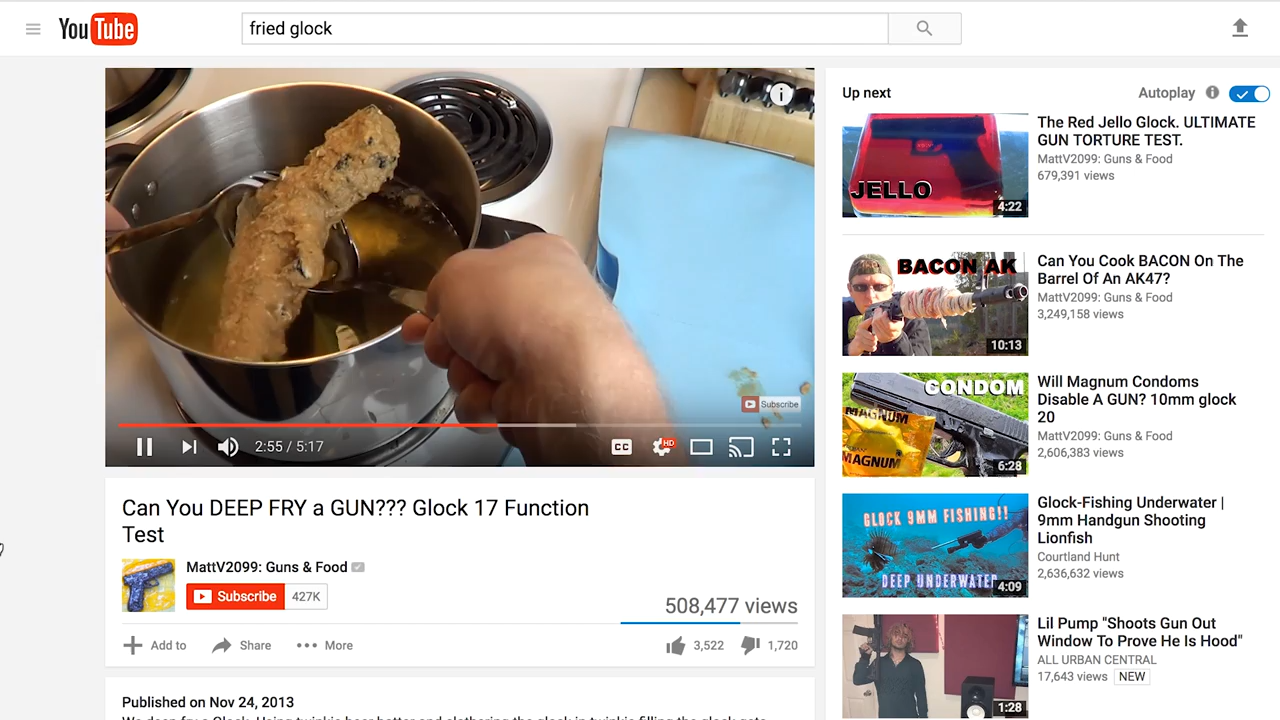 YouTube
fried glock
Subscribe
2:55 / 5:17
CC
HD
Can You DEEP FRY a GUN??? Glock 17 Function
Test
MattV2099: Guns & Food
Subscribe 427K
508,477 views
Add to Share More 3,522 1,720
Published on Nov 24, 2013
Up next Autoplay
JELLO
4:22
The Red Jello Glock. ULTIMATE
GUN TORTURE TEST.
MattV2099: Guns & Food
679,391 views
BACON AK
10:13
Can You Cook BACON On The
Barrel Of An AK47?
MattV2099: Guns & Food
3,249,158 views
CONDOM
MAGNUM
MAGNUM
6:28
Will Magnum Condoms
Disable A GUN? 10mm glock
20
MattV2099: Guns & Food
2,606,383 views
GLOCK 9MM FISHING!!
DEEP UNDERWATER
4:09
Glock-Fishing Underwater |
9mm Handgun Shooting
Lionfish
Courtland Hunt
2,636,632 views
1:28
Lil Pump "Shoots Gun Out
Window To Prove He Is Hood"
ALL URBAN CENTRAL
17,643 views NEW